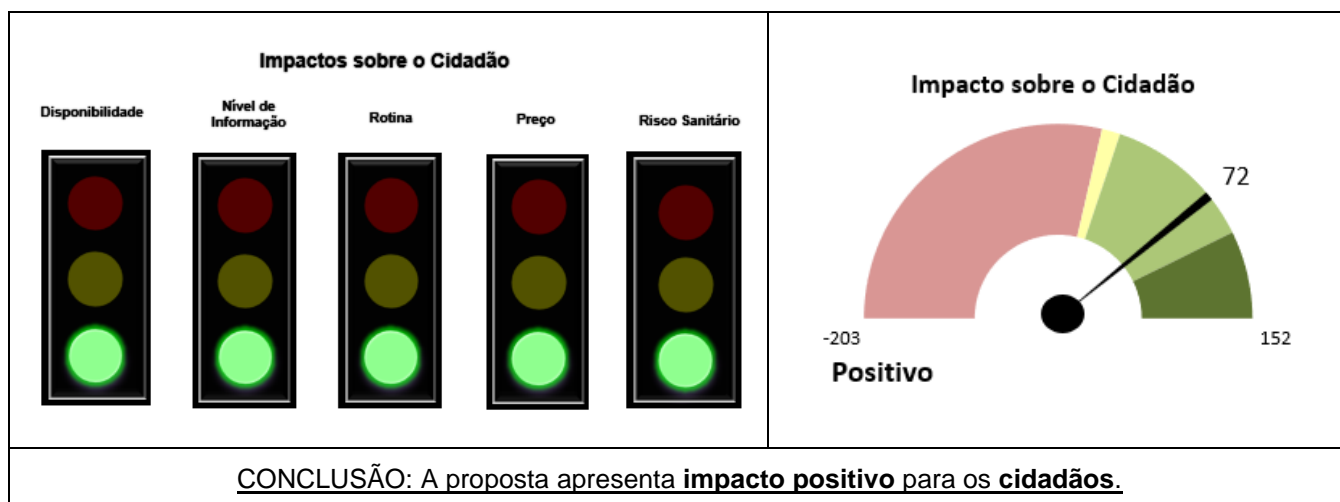 Impactos sobre o Cidadão
Disponibilidade
Nível de
Informação
Rotina
Preço
Risco Sanitário
Impacto sobre o Cidadão
72
-203
152
Positivo
CONCLUSÃO: A proposta apresenta impacto positivo para os cidadãos.